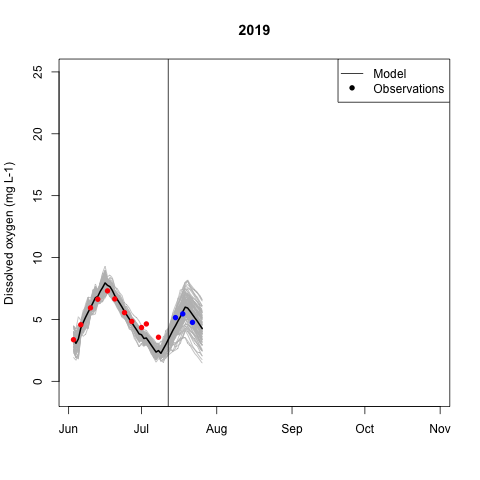 2019
Model
Observations
Dissolved oxygen (mg L-1)
25
20
15
10
5
0
Jun Jul Aug Sep Oct Nov